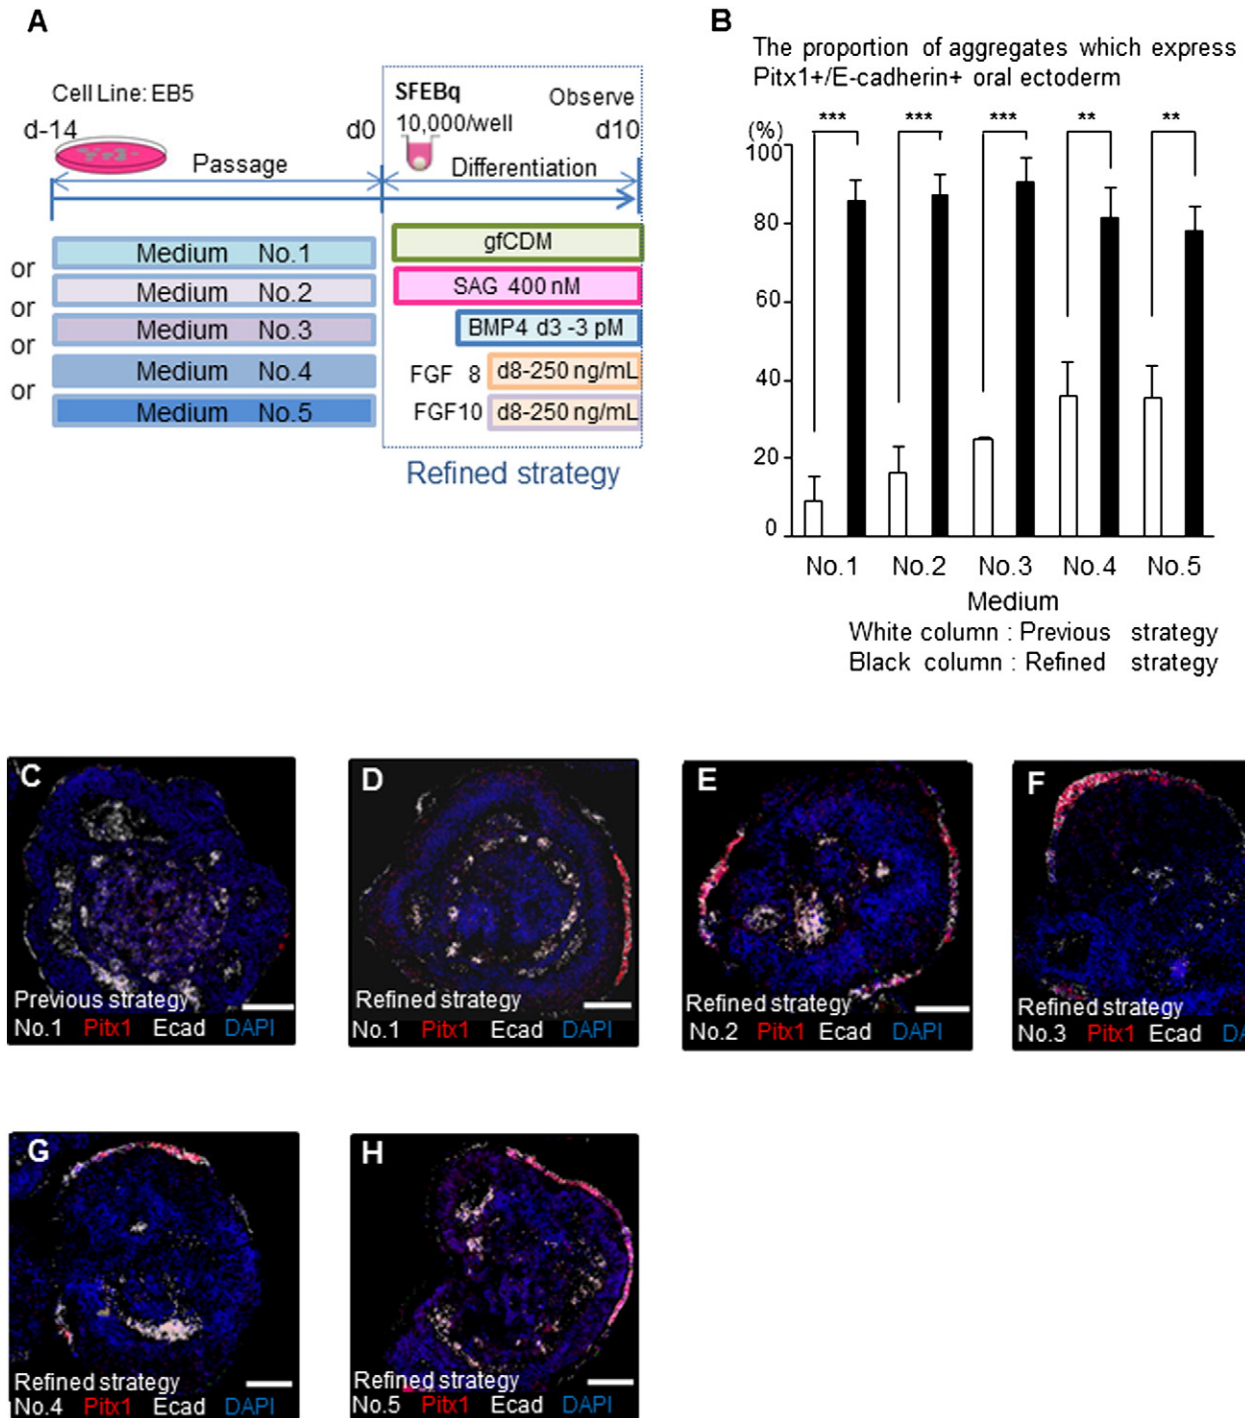 A
Cell Line: EB5
d-14
d0
SFEBq
10,000/well
Observe
d10
Passage
Differentiation
Medium No.1
or
Medium No.2
or
Medium No.3
or
Medium No.4
or
Medium No.5
gfCDM
SAG 400 nM
BMP4 d3 -3 pM
FGF 8 d8-250 ng/mL
FGF10 d8-250 ng/mL
Refined strategy
B
The proportion of aggregates which express
Pitx1+/E-cadherin+ oral ectoderm
*** *** *** ** **
(%)
100
80
60
40
20
0
No.1 No.2 No.3 No.4 No.5
Medium
White column : Previous strategy
Black column : Refined strategy
C
Previous strategy
No.1 Pitx1 Ecad DAPI
D
Refined strategy
No.1 Pitx1 Ecad DAPI
E
Refined strategy
No.2 Pitx1 Ecad DAPI
F
Refined strategy
No.3 Pitx1 Ecad DA
G
Refined strategy
No.4 Pitx1 Ecad DAPI
H
Refined strategy
No.5 Pitx1 Ecad DAPI